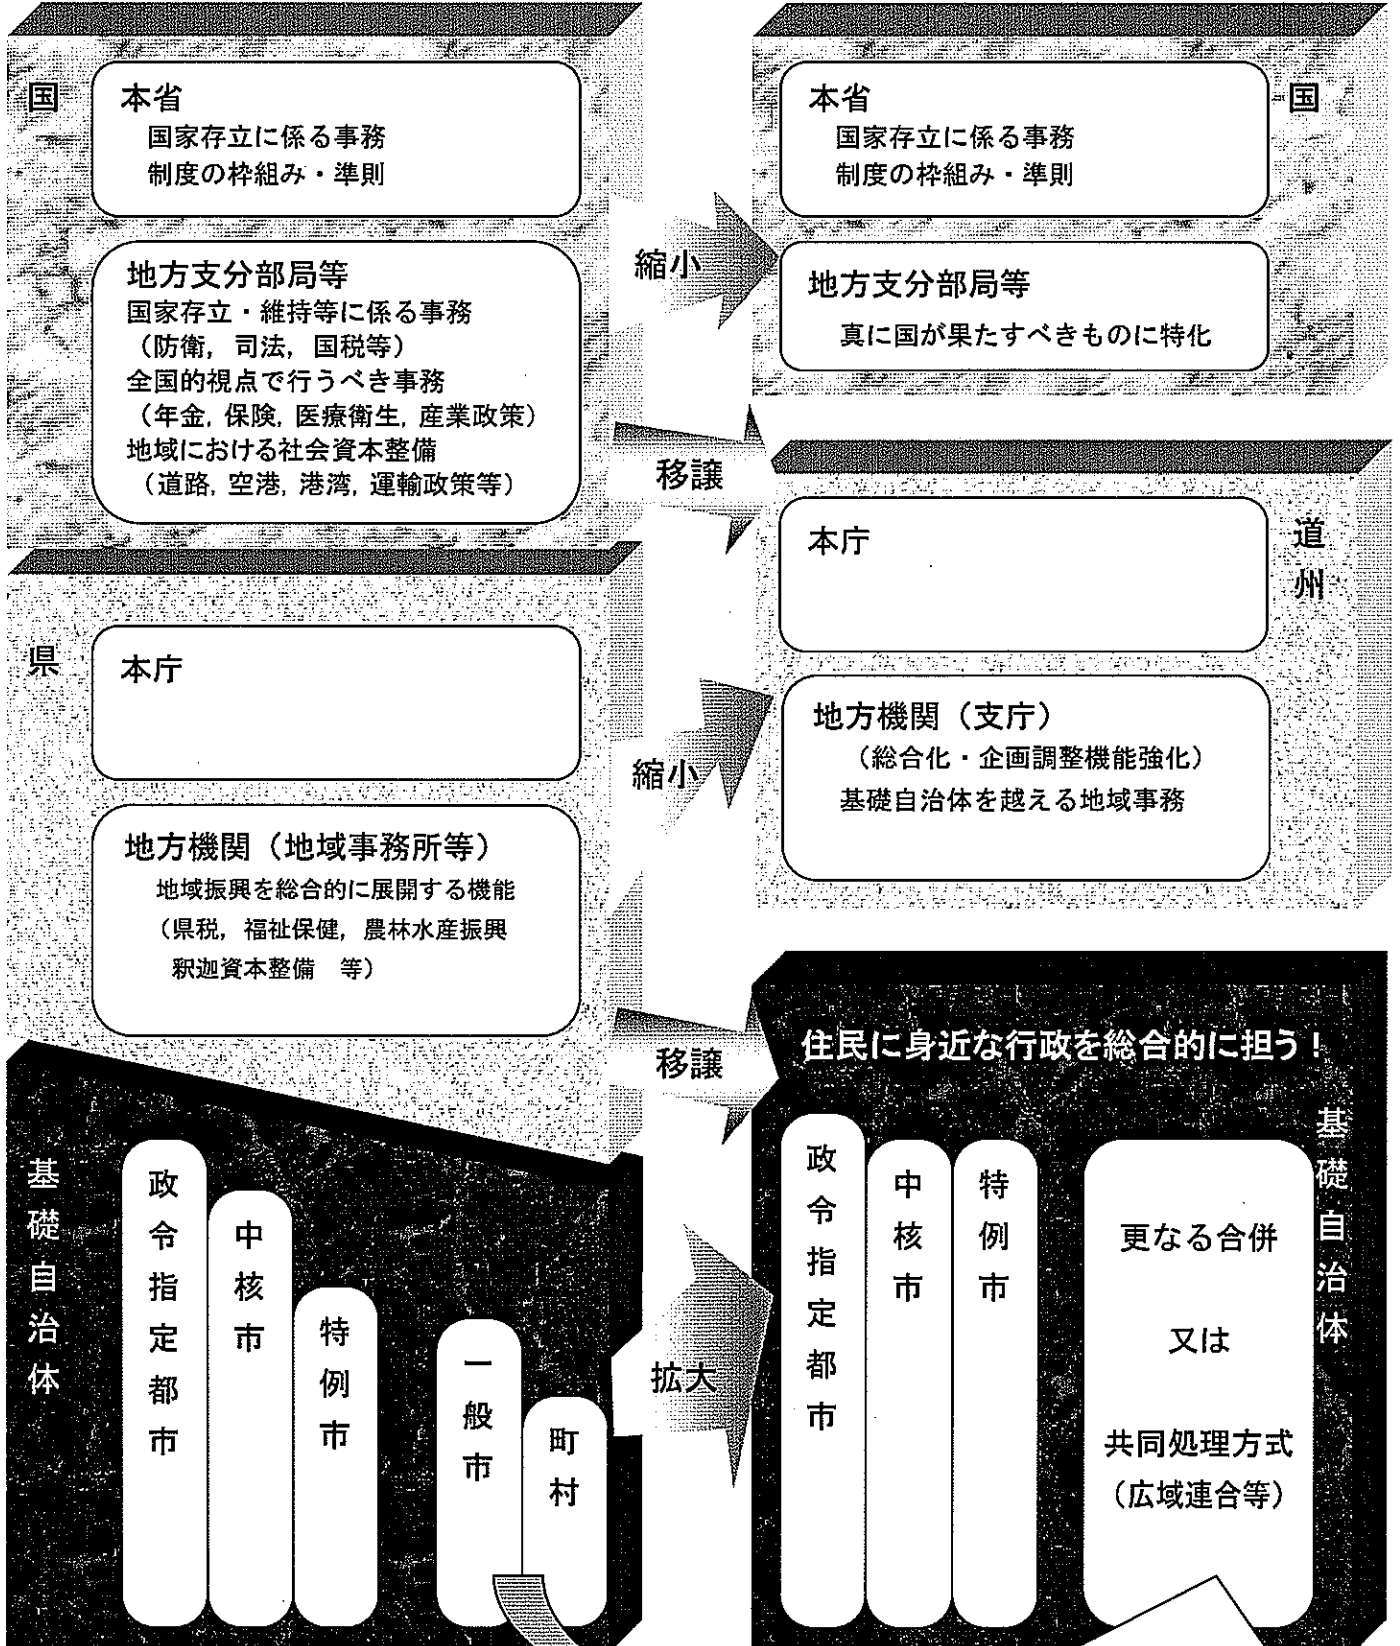 国
本省
国家存立に係る事務
制度の枠組み・準則
地方支分部局等
国家存立・維持等に係る事務
（防衛，司法，国税等）
全国的視点で行うべき事務
（年金，保険，医療衛生，産業政策）
地域における社会資本整備
（道路，空港，港湾，運輸政策等）
県
本庁
地方機関（地域事務所等）
地域振興を総合的に展開する機能
（県税，福祉保健，農林水産振興
釈迦資本整備　等）
基礎自治体
政令指定都市
中核市
特例市
一般市
町村
縮小
移譲
縮小
移譲
拡大
本省
国家存立に係る事務
制度の枠組み・準則
国
地方支分部局等
真に国が果たすべきものに特化
本庁
道州
地方機関（支庁）
（総合化・企画調整機能強化）
基礎自治体を越える地域事務
住民に身近な行政を総合的に担う！
政令指定都市
中核市
特例市
更なる合併
又は
共同処理方式
（広域連合等）
基礎自治体